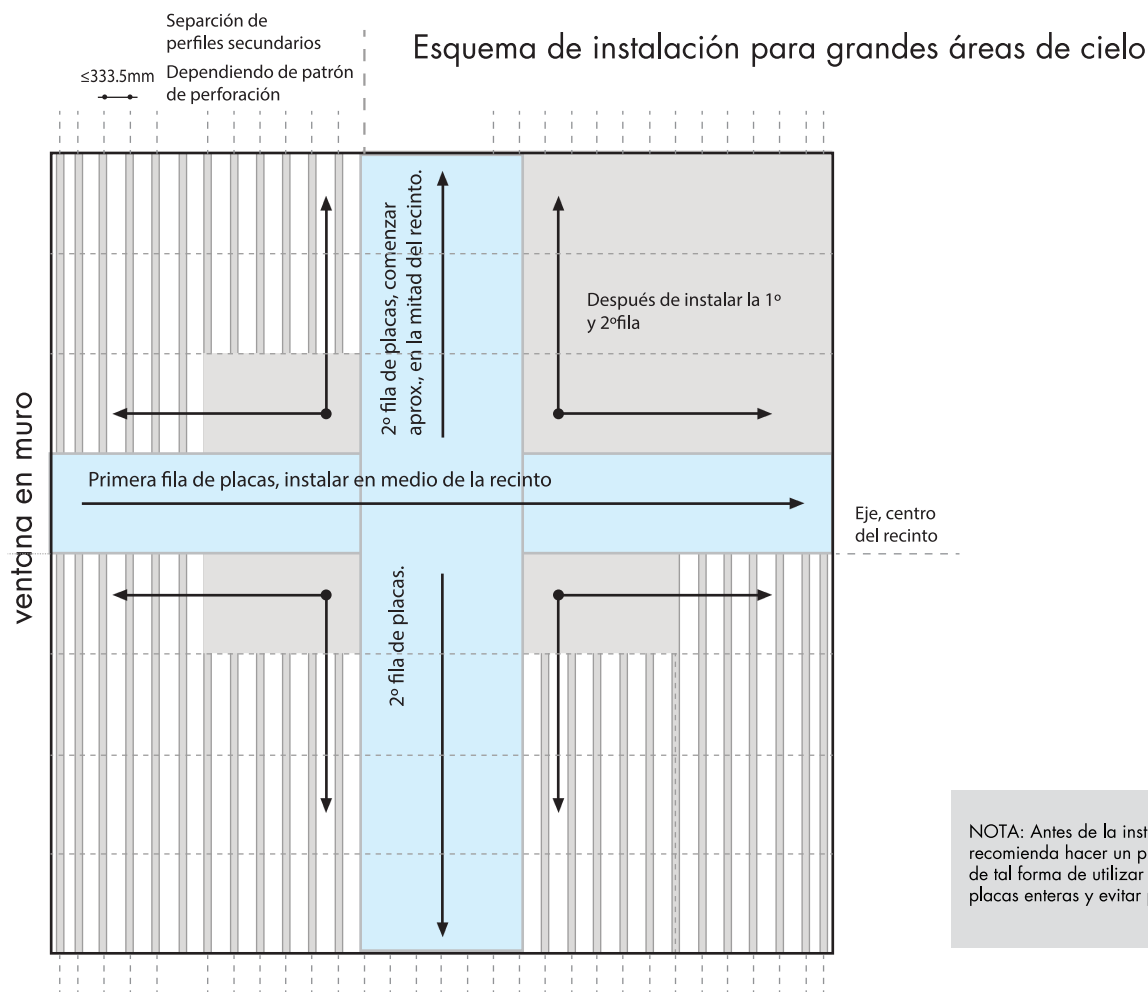 Separción de
perfiles secundarios
≤333.5mm
Dependiendo de patrón
de perforación
Esquema de instalación para grandes áreas de cielo
2º fila de placas, comenzar
aprox., en la mitad del recinto.
Después de instalar la 1º
y 2ºfila
ventana en muro
Primera fila de placas, instalar en medio de la recinto
Eje, centro
del recinto
2º fila de placas.
NOTA: Antes de la
recomienda hacer un
de tal forma de utilizar
placas enteras y evitar